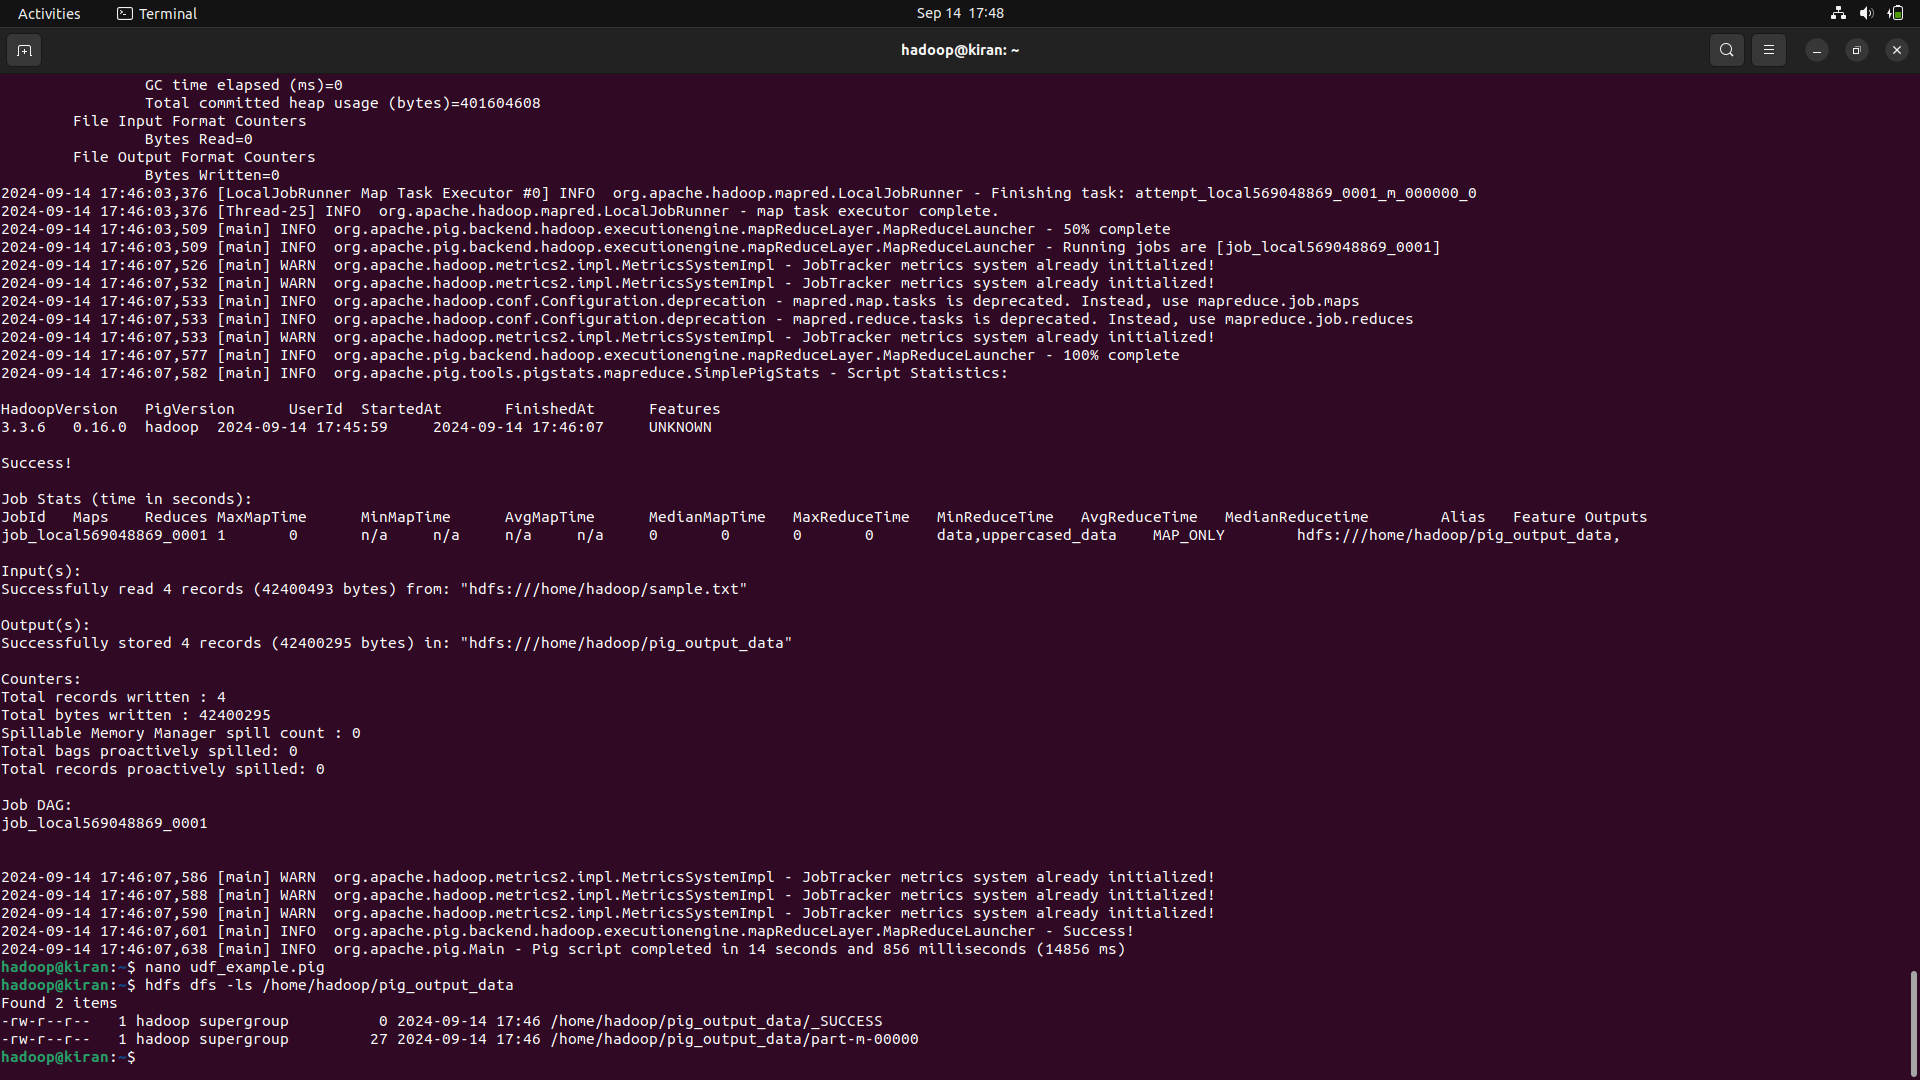 Activities Terminal Sep 14 17:48
hadoop@kiran: ~
GC time elapsed (ms)=0
Total committed heap usage (bytes)=401604608
File Input Format Counters
Bytes Read=0
File Output Format Counters
Bytes Written=0
2024-09-14 17:46:03,376 [LocalJobRunner Map Task Executor #0] INFO  org.apache.hadoop.mapred.LocalJobRunner - Finishing task: attempt_local569048869_0001_m_000000_0
2024-09-14 17:46:03,376 [Thread-25] INFO  org.apache.hadoop.mapred.LocalJobRunner - map task executor complete.
2024-09-14 17:46:03,509 [main] INFO  org.apache.pig.backend.hadoop.executionengine.mapReduceLayer.MapReduceLauncher - 50% complete
2024-09-14 17:46:03,509 [main] INFO  org.apache.pig.backend.hadoop.executionengine.mapReduceLayer.MapReduceLauncher - Running jobs are [job_local569048869_0001]
2024-09-14 17:46:07,526 [main] WARN  org.apache.hadoop.metrics2.impl.MetricsSystemImpl - JobTracker metrics system already initialized!
2024-09-14 17:46:07,532 [main] WARN  org.apache.hadoop.metrics2.impl.MetricsSystemImpl - JobTracker metrics system already initialized!
2024-09-14 17:46:07,533 [main] INFO  org.apache.hadoop.conf.Configuration.deprecation - mapred.map.tasks is deprecated. Instead, use mapreduce.job.maps
2024-09-14 17:46:07,533 [main] INFO  org.apache.hadoop.conf.Configuration.deprecation - mapred.reduce.tasks is deprecated. Instead, use mapreduce.job.reduces
2024-09-14 17:46:07,533 [main] WARN  org.apache.hadoop.metrics2.impl.MetricsSystemImpl - JobTracker metrics system already initialized!
2024-09-14 17:46:07,577 [main] INFO  org.apache.pig.backend.hadoop.executionengine.mapReduceLayer.MapReduceLauncher - 100% complete
2024-09-14 17:46:07,582 [main] INFO  org.apache.pig.tools.pigstats.mapreduce.SimplePigStats - Script Statistics:
HadoopVersion PigVersion UserId StartedAt FinishedAt Features
3.3.6 0.16.0 hadoop 2024-09-14 17:45:59 2024-09-14 17:46:07 UNKNOWN
Success!
Job Stats (time in seconds):
JobId Maps Reduces MaxMapTime MinMapTime AvgMapTime MedianMapTime MaxReduceTime MinReduceTime AvgReduceTime MedianReducetime Alias Feature Outputs
job_local569048869_0001 1 0 n/a n/a n/a n/a 0 0 0 0 data,uppercased_data MAP_ONLY hdfs:///home/hadoop/pig_output_data,
Input(s):
Successfully read 4 records (42400493 bytes) from: "hdfs:///home/hadoop/sample.txt"
Output(s):
Successfully stored 4 records (42400295 bytes) in: "hdfs:///home/hadoop/pig_output_data"
Counters:
Total records written : 4
Total bytes written : 42400295
Spillable Memory Manager spill count : 0
Total bags proactively spilled: 0
Total records proactively spilled: 0
Job DAG:
job_local569048869_0001
2024-09-14 17:46:07,586 [main] WARN  org.apache.hadoop.metrics2.impl.MetricsSystemImpl - JobTracker metrics system already initialized!
2024-09-14 17:46:07,588 [main] WARN  org.apache.hadoop.metrics2.impl.MetricsSystemImpl - JobTracker metrics system already initialized!
2024-09-14 17:46:07,590 [main] WARN  org.apache.hadoop.metrics2.impl.MetricsSystemImpl - JobTracker metrics system already initialized!
2024-09-14 17:46:07,601 [main] INFO  org.apache.pig.backend.hadoop.executionengine.mapReduceLayer.MapReduceLauncher - Success!
2024-09-14 17:46:07,638 [main] INFO  org.apache.pig.Main - Pig script completed in 14 seconds and 856 milliseconds (14856 ms)
hadoop@kiran:~$ nano udf_example.pig
hadoop@kiran:~$ hdfs dfs -ls /home/hadoop/pig_output_data
Found 2 items
-rw-r--r--   1 hadoop supergroup          0 2024-09-14 17:46 /home/hadoop/pig_output_data/_SUCCESS
-rw-r--r--   1 hadoop supergroup         27 2024-09-14 17:46 /home/hadoop/pig_output_data/part-m-00000
hadoop@kiran:~$